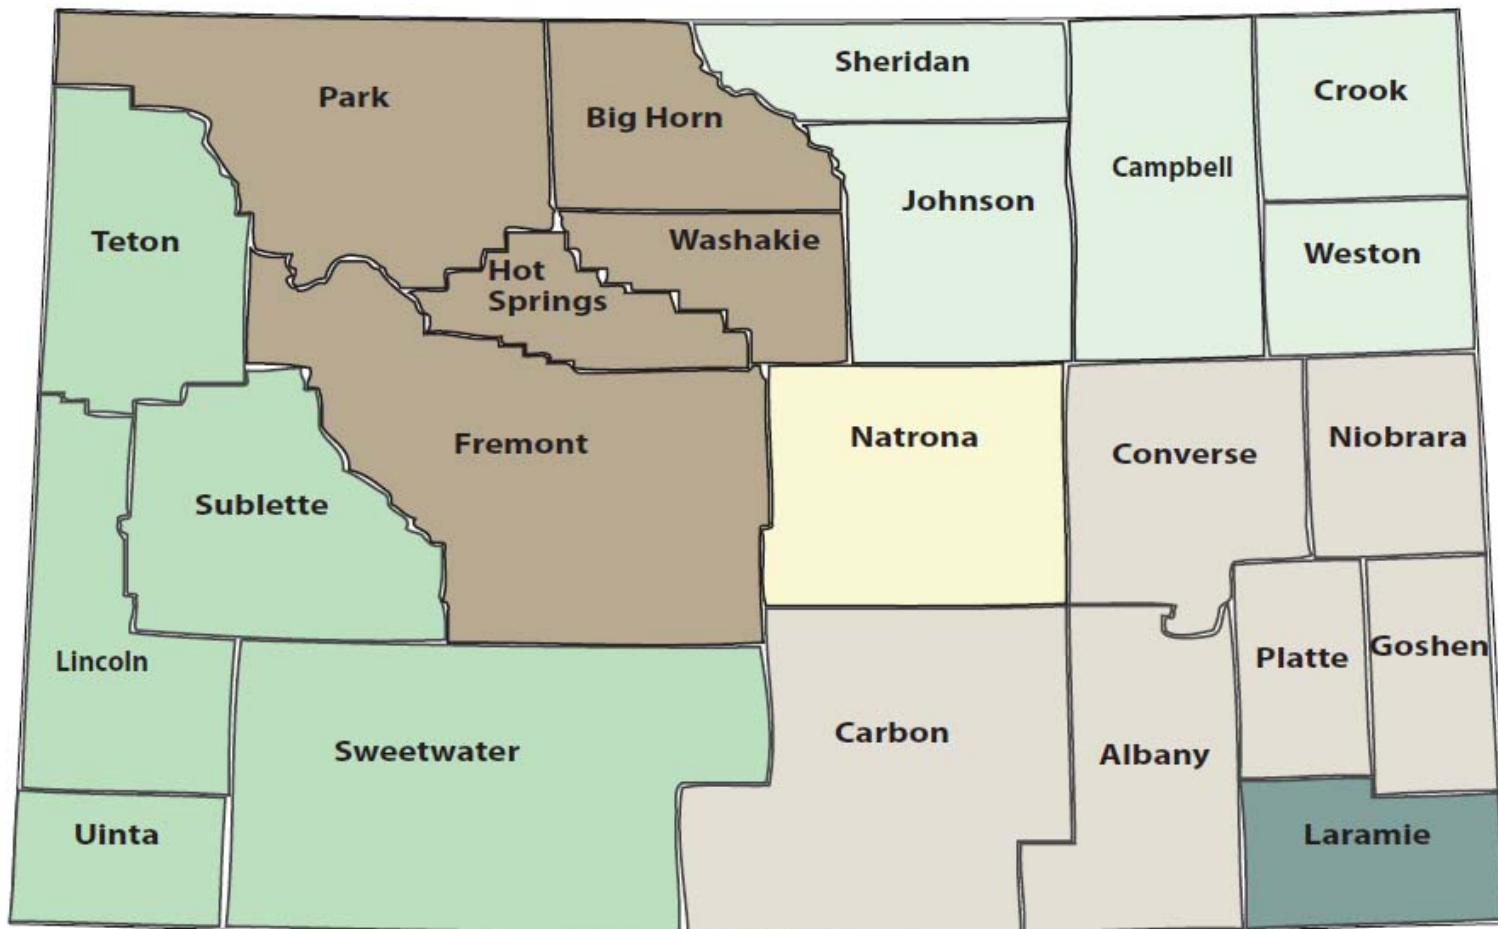 Sheridan
Crook
Park
Big Horn
Campbell
Johnson
Teton
Washakie
Weston
Hot
Springs
Fremont
Natrona
Converse
Niobrara
Sublette
Lincoln
Platte
Goshen
Sweetwater
Carbon
Albany
Uinta
Laramie